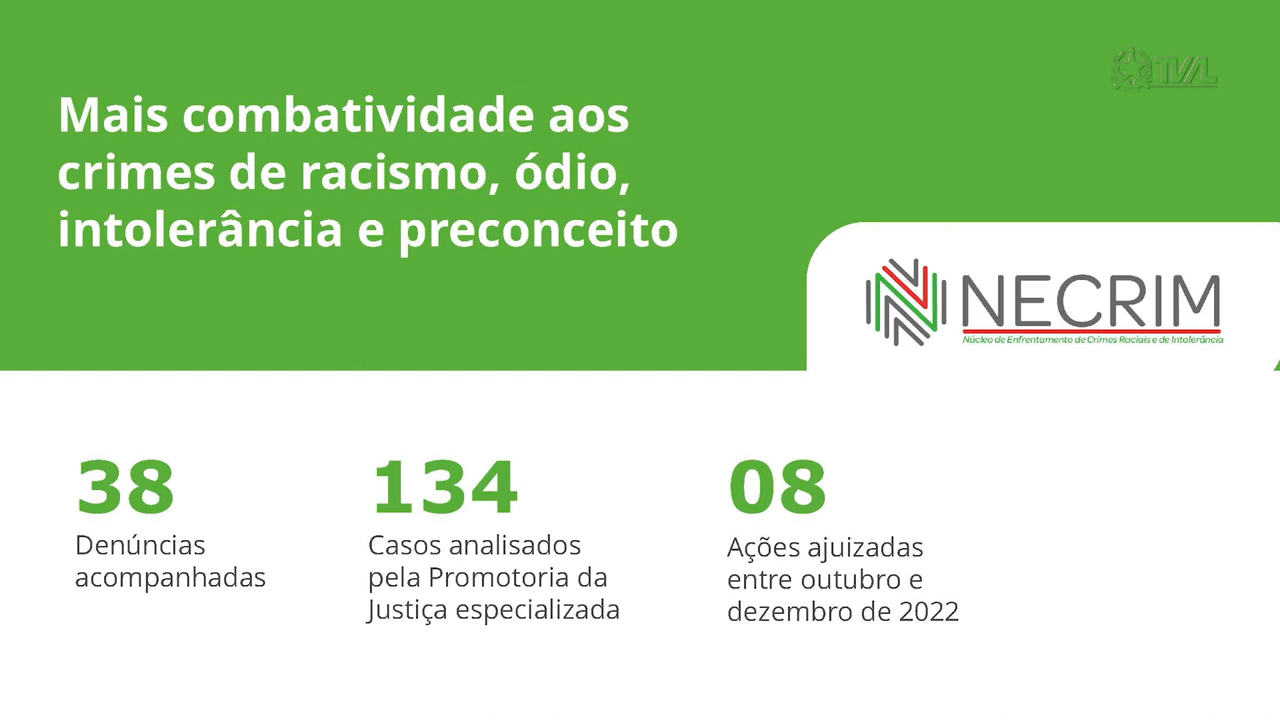 TVAL
Mais combatividade aos
crimes de racismo, ódio,
intolerância e preconceito
NECRIM
Núcleo de Enfrentamento de Crimes Raciais e de Intolerância
38
Denúncias
acompanhadas
134
Casos analisados
pela Promotoria da
Justiça especializada
08
Ações ajuizadas
entre outubro e
dezembro de 2022